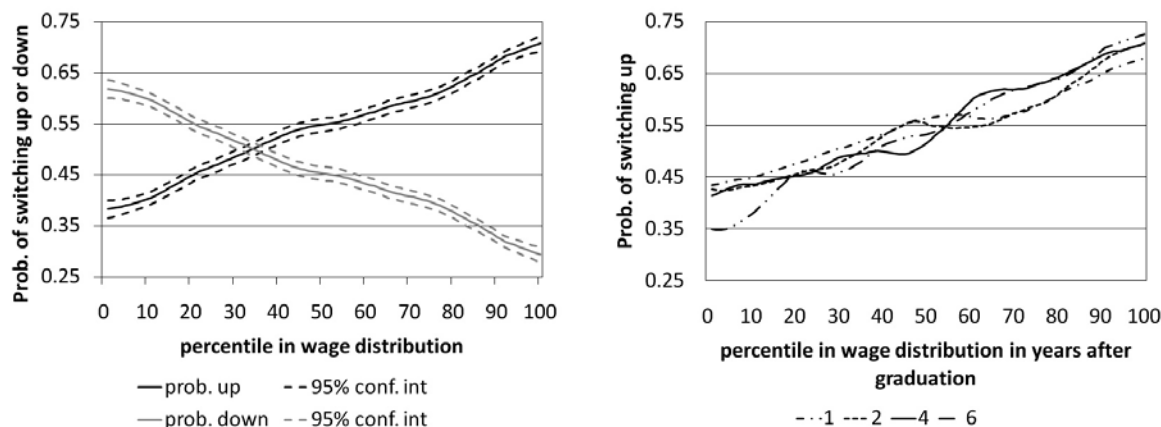 Prob. of switching up or down
0.75
0.65
0.55
0.45
0.35
0.25
0 10 20 30 40 50 60 70 80 90 100
percentile in wage distribution
prob. up
95% conf. int
prob. down
95% conf. int
Prob. of switching up
0.75
0.65
0.55
0.45
0.35
0.25
0 10 20 30 40 50 60 70 80 90 100
percentile in wage distribution in years after
graduation
1 2 4 6